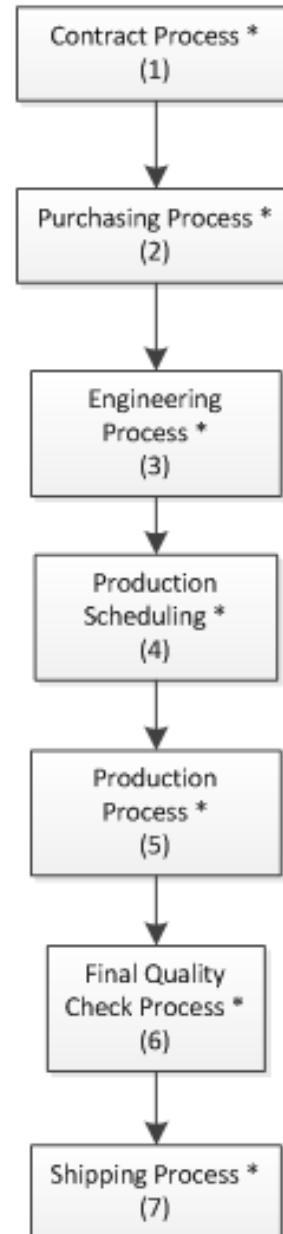 Contract Process *
(1)
Purchasing Process *
(2)
Engineering
Process *
(3)
Production
Scheduling *
(4)
Production
Process *
(5)
Final Quality
Check Process *
(6)
Shipping Process *
(7)